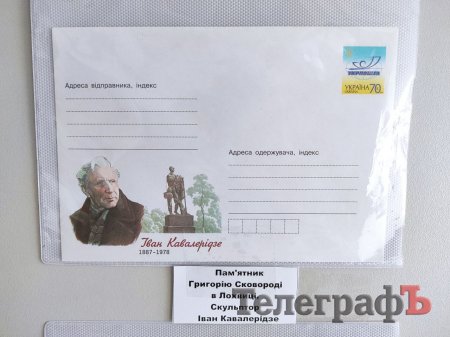 Адреса відправника, індекс
УКРАЇНА
70
Адреса одержувача, індекс
Іван Кавалерідзе
1887-1978
Пам'ятник
Григорію Сковороді
в Лохвиці.
Скульптор
Іван Кавалерідзе
ТелеграфЪ